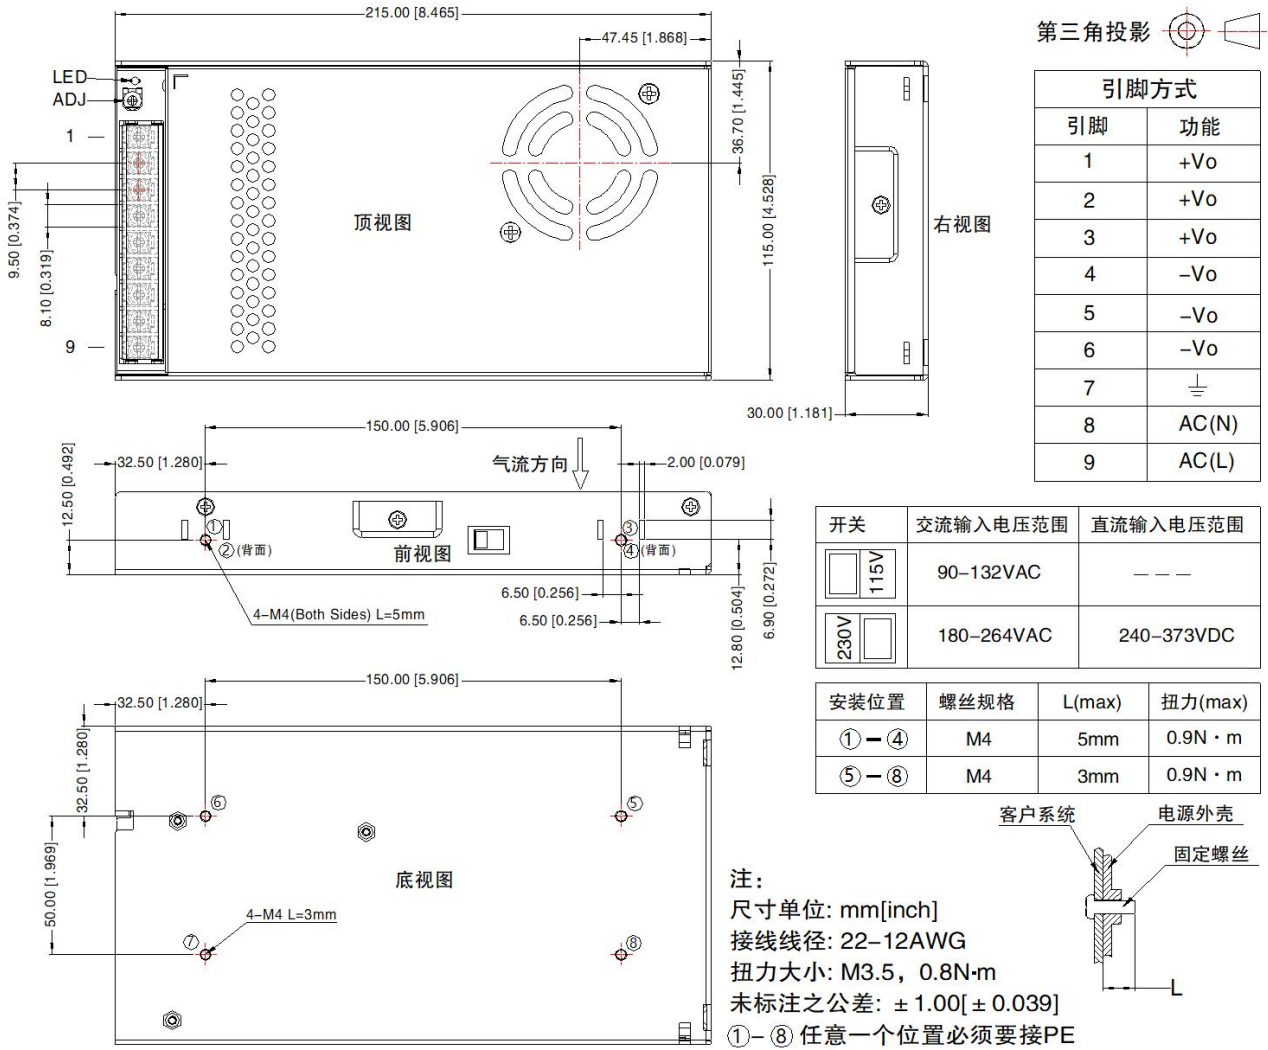 215.00 [8.465]
47.45 [1.868]
LED
ADJ
1
9
9.50 [0.374]
8.10 [0.319]
顶视图
36.70 [1.445]
115.00 [4.528]
右视图
30.00 [1.181]
第三角投影
引脚方式
引脚 功能
1 +Vo
2 +Vo
3 +Vo
4 −Vo
5 −Vo
6 −Vo
7
8 AC(N)
9 AC(L)
150.00 [5.906]
32.50 [1.280]
12.50 [0.492]
气流方向
2.00 [0.079]
① ③
② (背面) 前视图 ④ (背面)
6.50 [0.256]
6.50 [0.256]
12.80 [0.504]
6.90 [0.272]
4−M4(Both Sides) L=5mm
开关 交流输入电压范围 直流输入电压范围
115V 90−132VAC — — —
230V 180−264VAC 240−373VDC
安装位置 螺丝规格 L(max) 扭力(max)
①−④ M4 5mm 0.9N·m
⑤−⑧ M4 3mm 0.9N·m
150.00 [5.906]
32.50 [1.280]
32.50 [1.280]
50.00 [1.969]
⑥ ⑤
底视图
4−M4 L=3mm
⑦ ⑧
客户系统
电源外壳
固定螺丝
L
注:
尺寸单位: mm[inch]
接线线径: 22−12AWG
扭力大小: M3.5，0.8N·m
未标注之公差: ±1.00[±0.039]
①−⑧ 任意一个位置必须要接PE